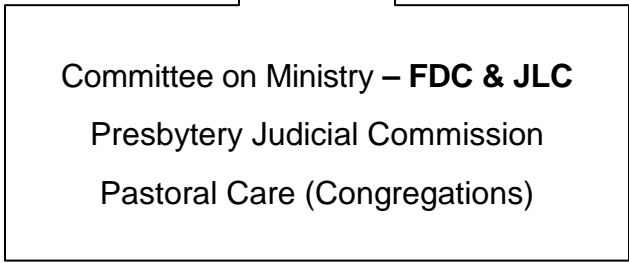 Committee on Ministry – FDC & JLC
Presbytery Judicial Commission
Pastoral Care (Congregations)